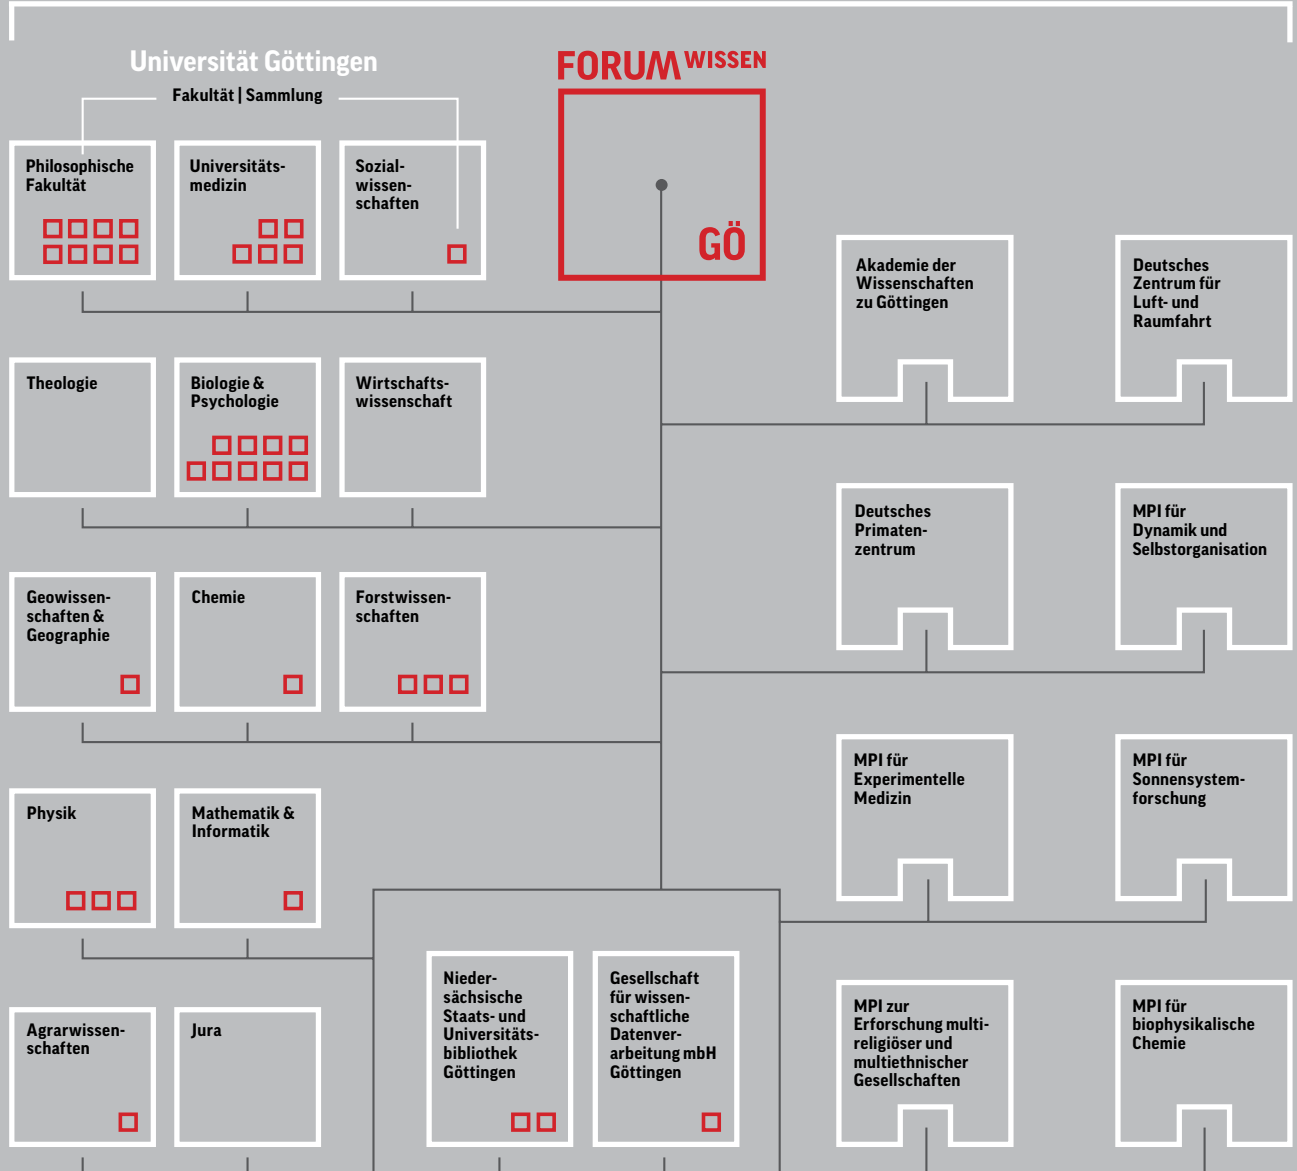 Universität Göttingen
Fakultät | Sammlung
FORUM WISSEN
GÖ
Philosophische
Fakultät
Universitäts-
medizin
Sozial-
wissen-
schaften
Akademie der
Wissenschaften
zu Göttingen
Deutsches
Zentrum für
Luft- und
Raumfahrt
Theologie
Biologie &
Psychologie
Wirtschafts-
wissenschaft
Deutsches
Primaten-
zentrum
MPI für
Dynamik und
Selbstorganisation
Geowissen-
schaften &
Geographie
Chemie
Forstwissen-
schaften
MPI für
Experimentelle
Medizin
MPI für
Sonnensystem-
forschung
Physik
Mathematik &
Informatik
Nieder-
sächsische
Staats- und
Universitäts-
bibliothek
Göttingen
Gesellschaft
für wissen-
schaftliche
Datenver-
arbeitung mbH
Göttingen
MPI zur
Erforschung multi-
religiöser und
multiethnischer
Gesellschaften
MPI für
biophysikalische
Chemie
Agrarwissen-
schaften
Jura